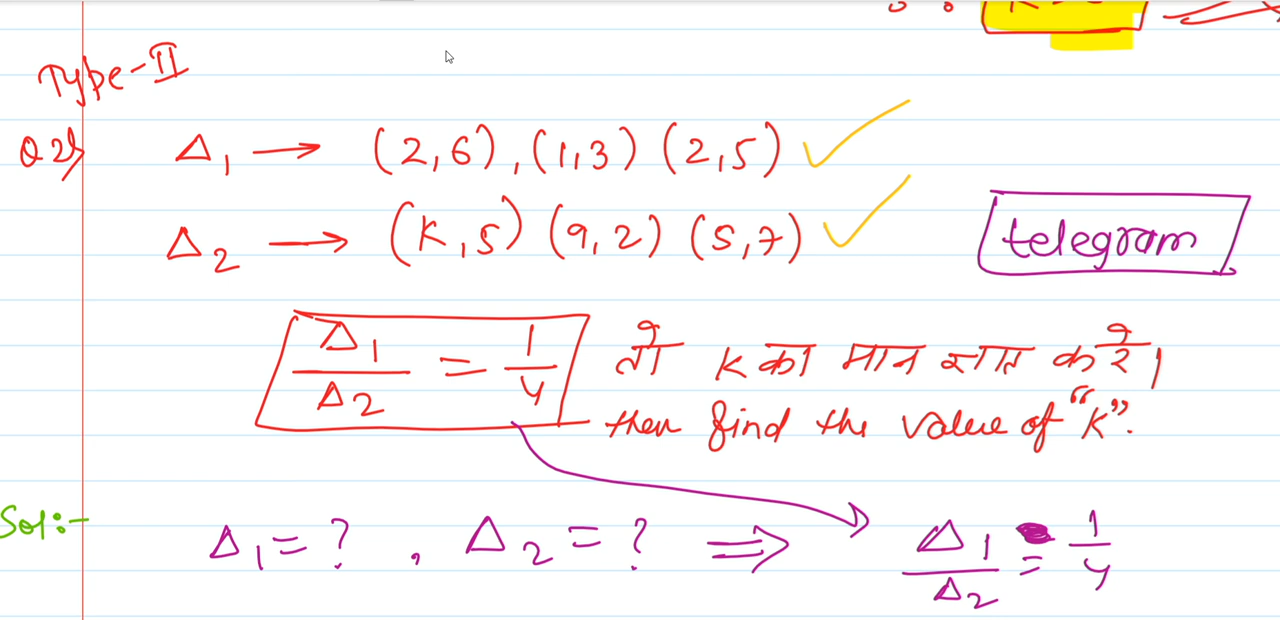 Type-II
Q2) Δ1 → (2,6), (1,3) (2,5)
Δ2 → (K,5) (9,2) (5,7)
telegram
Δ1/Δ2 = 1/4 तो K का मान ज्ञात करें।
then find the value of "K".
Sol:- Δ1 = ? , Δ2 = ? ⇒ Δ1/Δ2 = 1/4